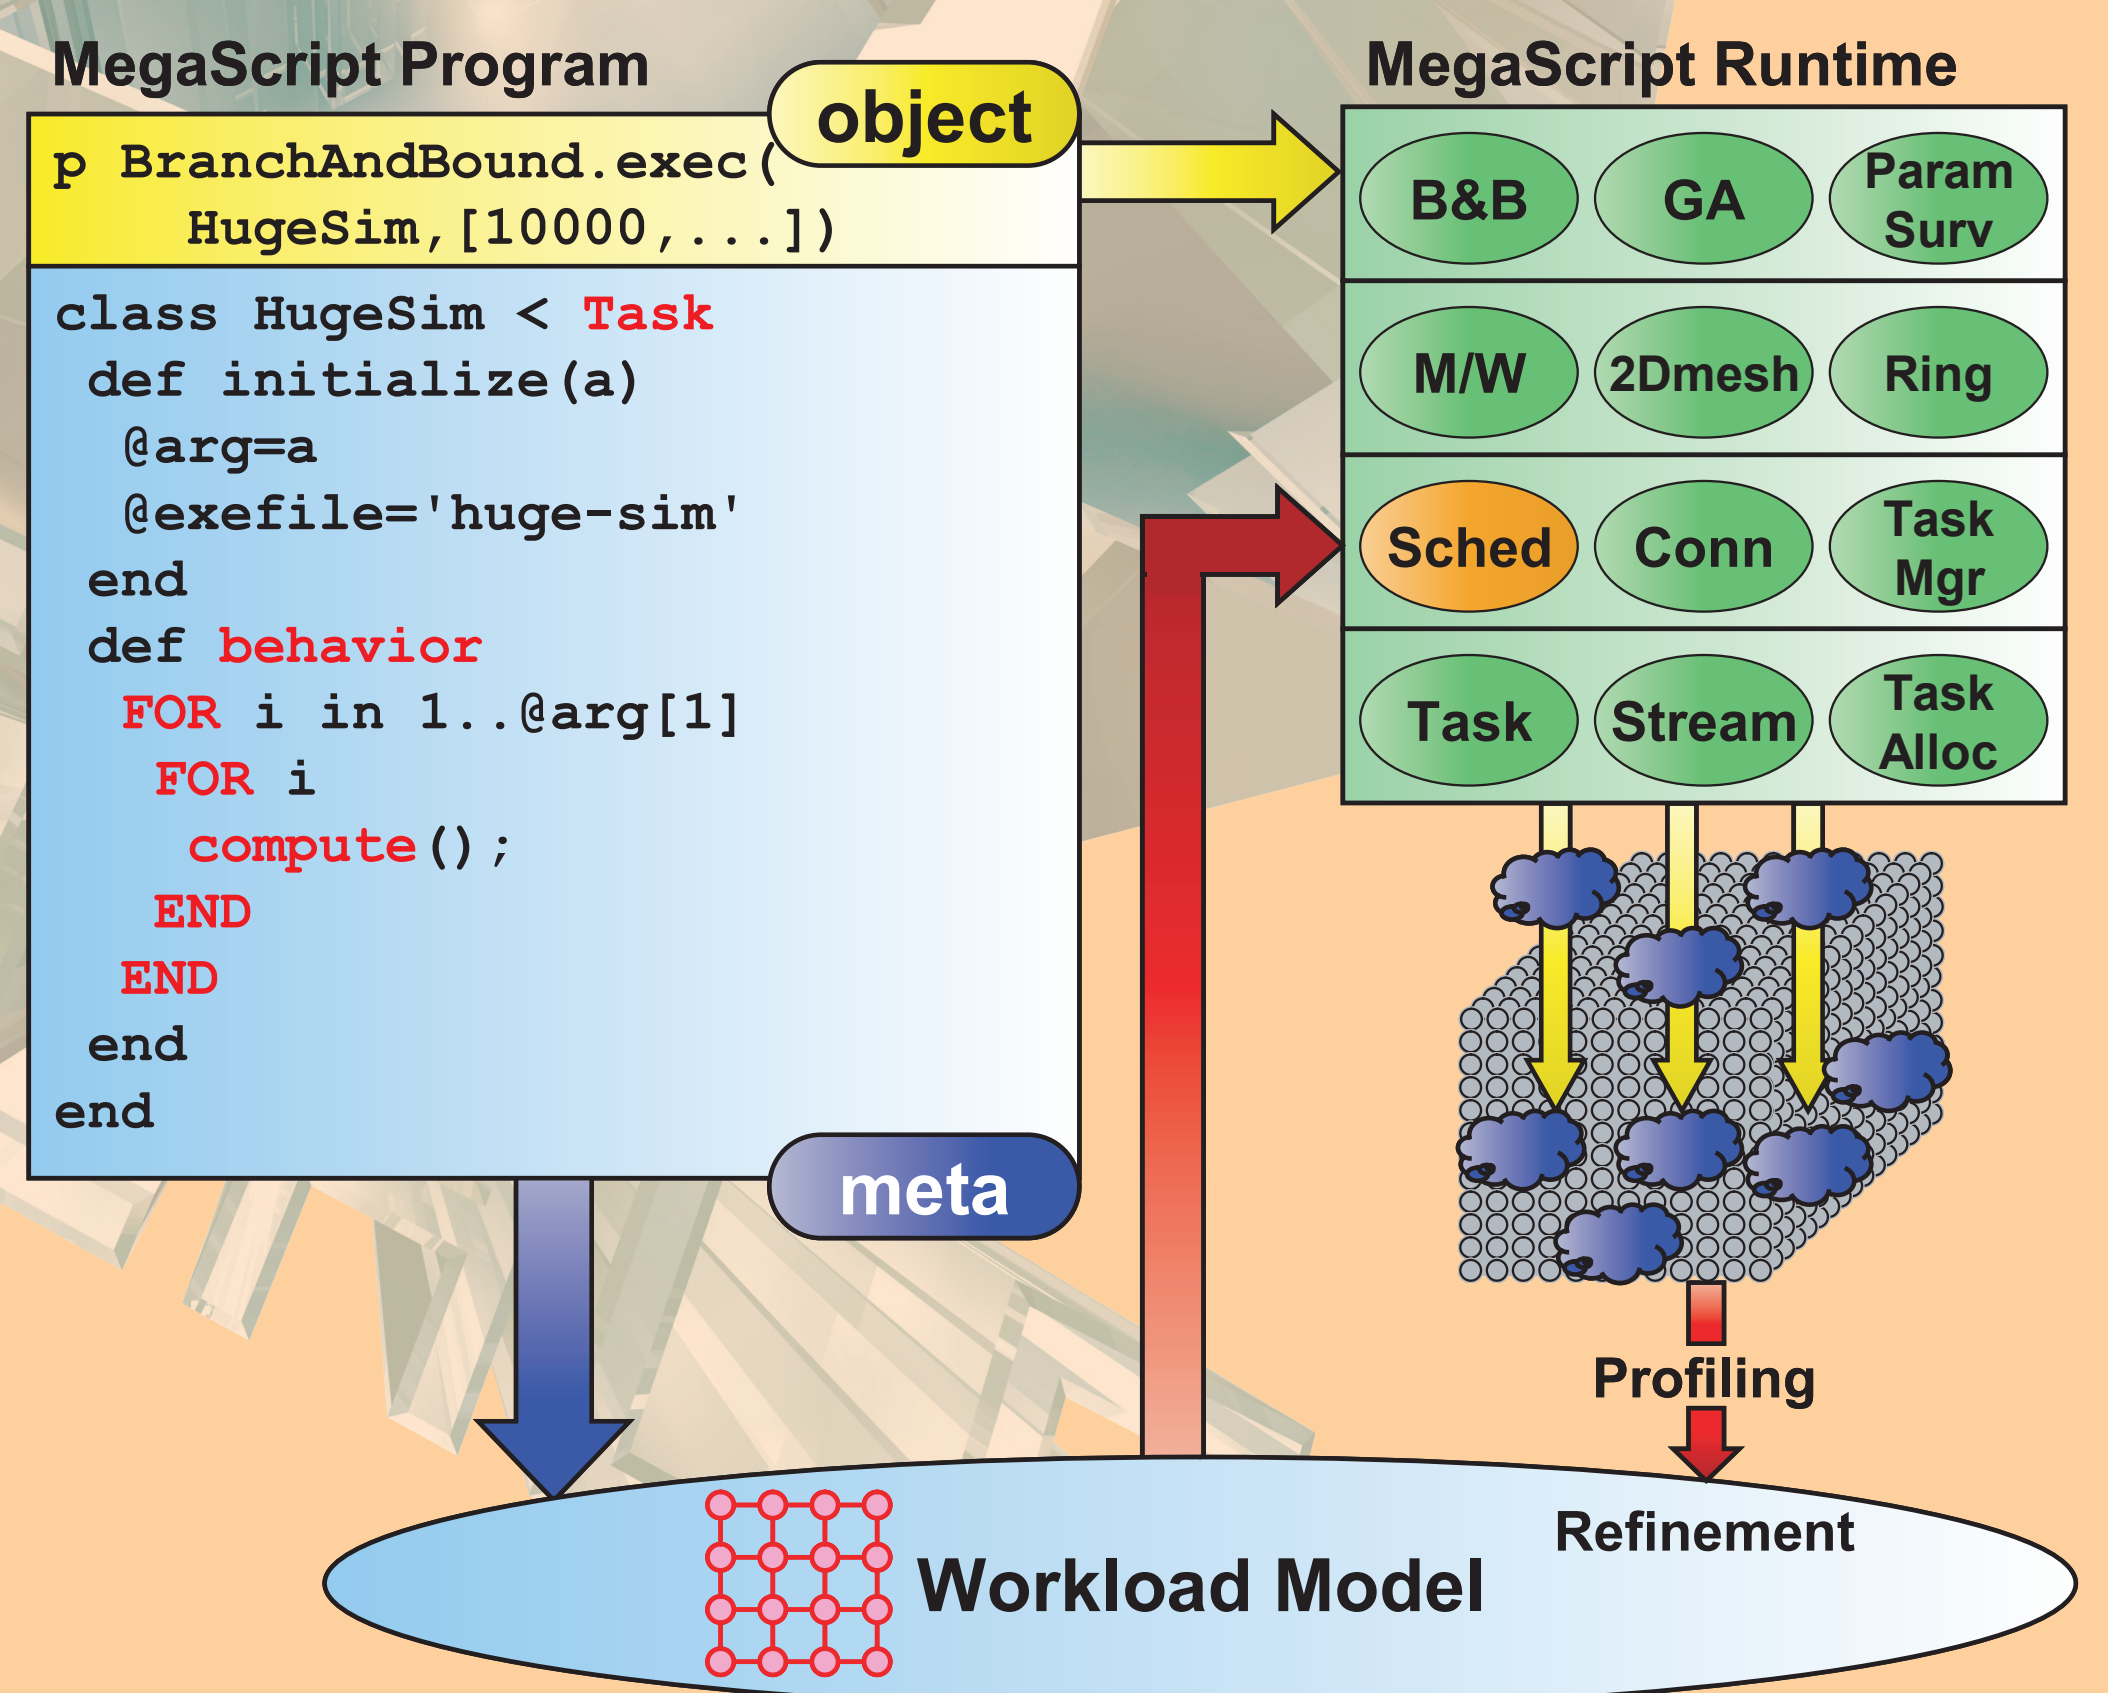 MegaScript Program
object
p BranchAndBound.exec(
HugeSim,[10000,...])
class HugeSim < Task
def initialize(a)
@arg=a
@exefile='huge-sim'
end
def behavior
FOR i in 1..@arg[1]
FOR i
compute();
END
END
end
end
meta
MegaScript Runtime
B&B
GA
Param
Surv
M/W
2Dmesh
Ring
Sched
Conn
Task
Mgr
Task
Stream
Task
Alloc
Profiling
Refinement
Workload Model